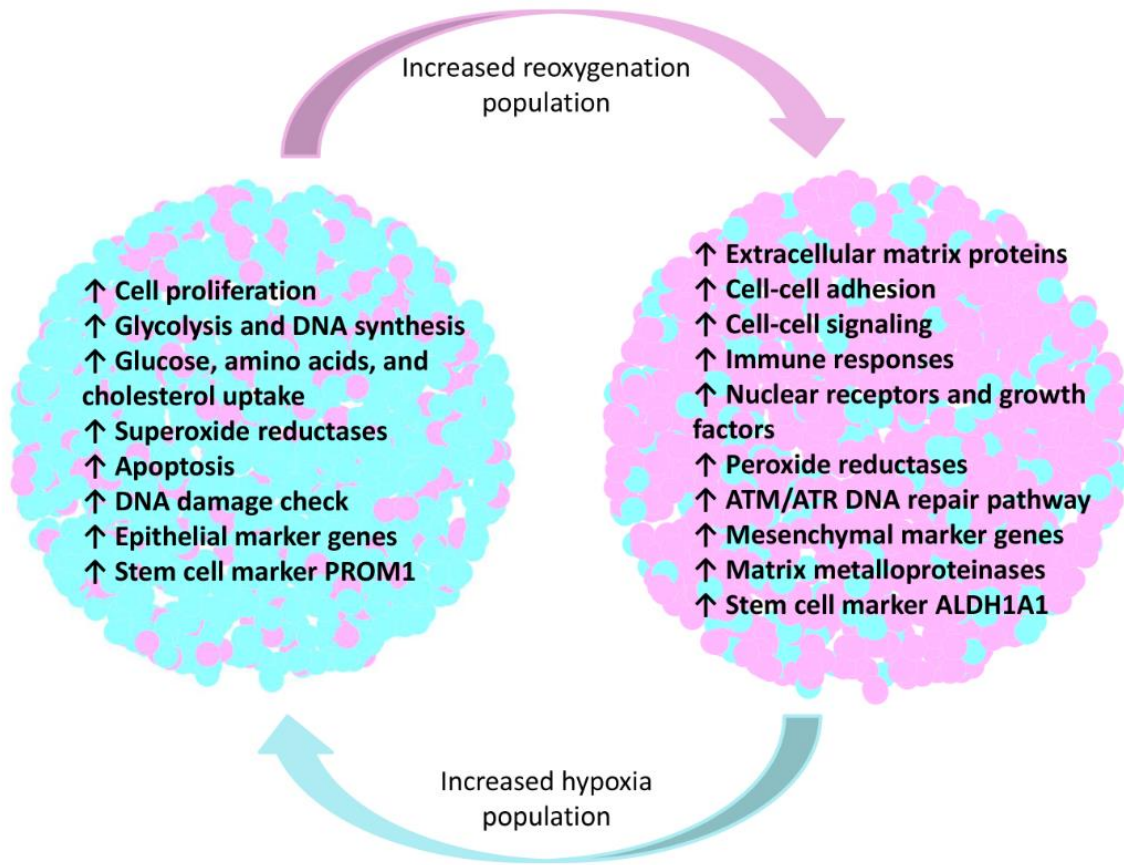 Increased reoxygenation
population
↑ Cell proliferation
↑ Glycolysis and DNA synthesis
↑ Glucose, amino acids, and
cholesterol uptake
↑ Superoxide reductases
↑ Apoptosis
↑ DNA damage check
↑ Epithelial marker genes
↑ Stem cell marker PROM1
↑ Extracellular matrix proteins
↑ Cell-cell adhesion
↑ Cell-cell signaling
↑ Immune responses
↑ Nuclear receptors and growth
factors
↑ Peroxide reductases
↑ ATM/ATR DNA repair pathway
↑ Mesenchymal marker genes
↑ Matrix metalloproteinases
↑ Stem cell marker ALDH1A1
Increased hypoxia
population